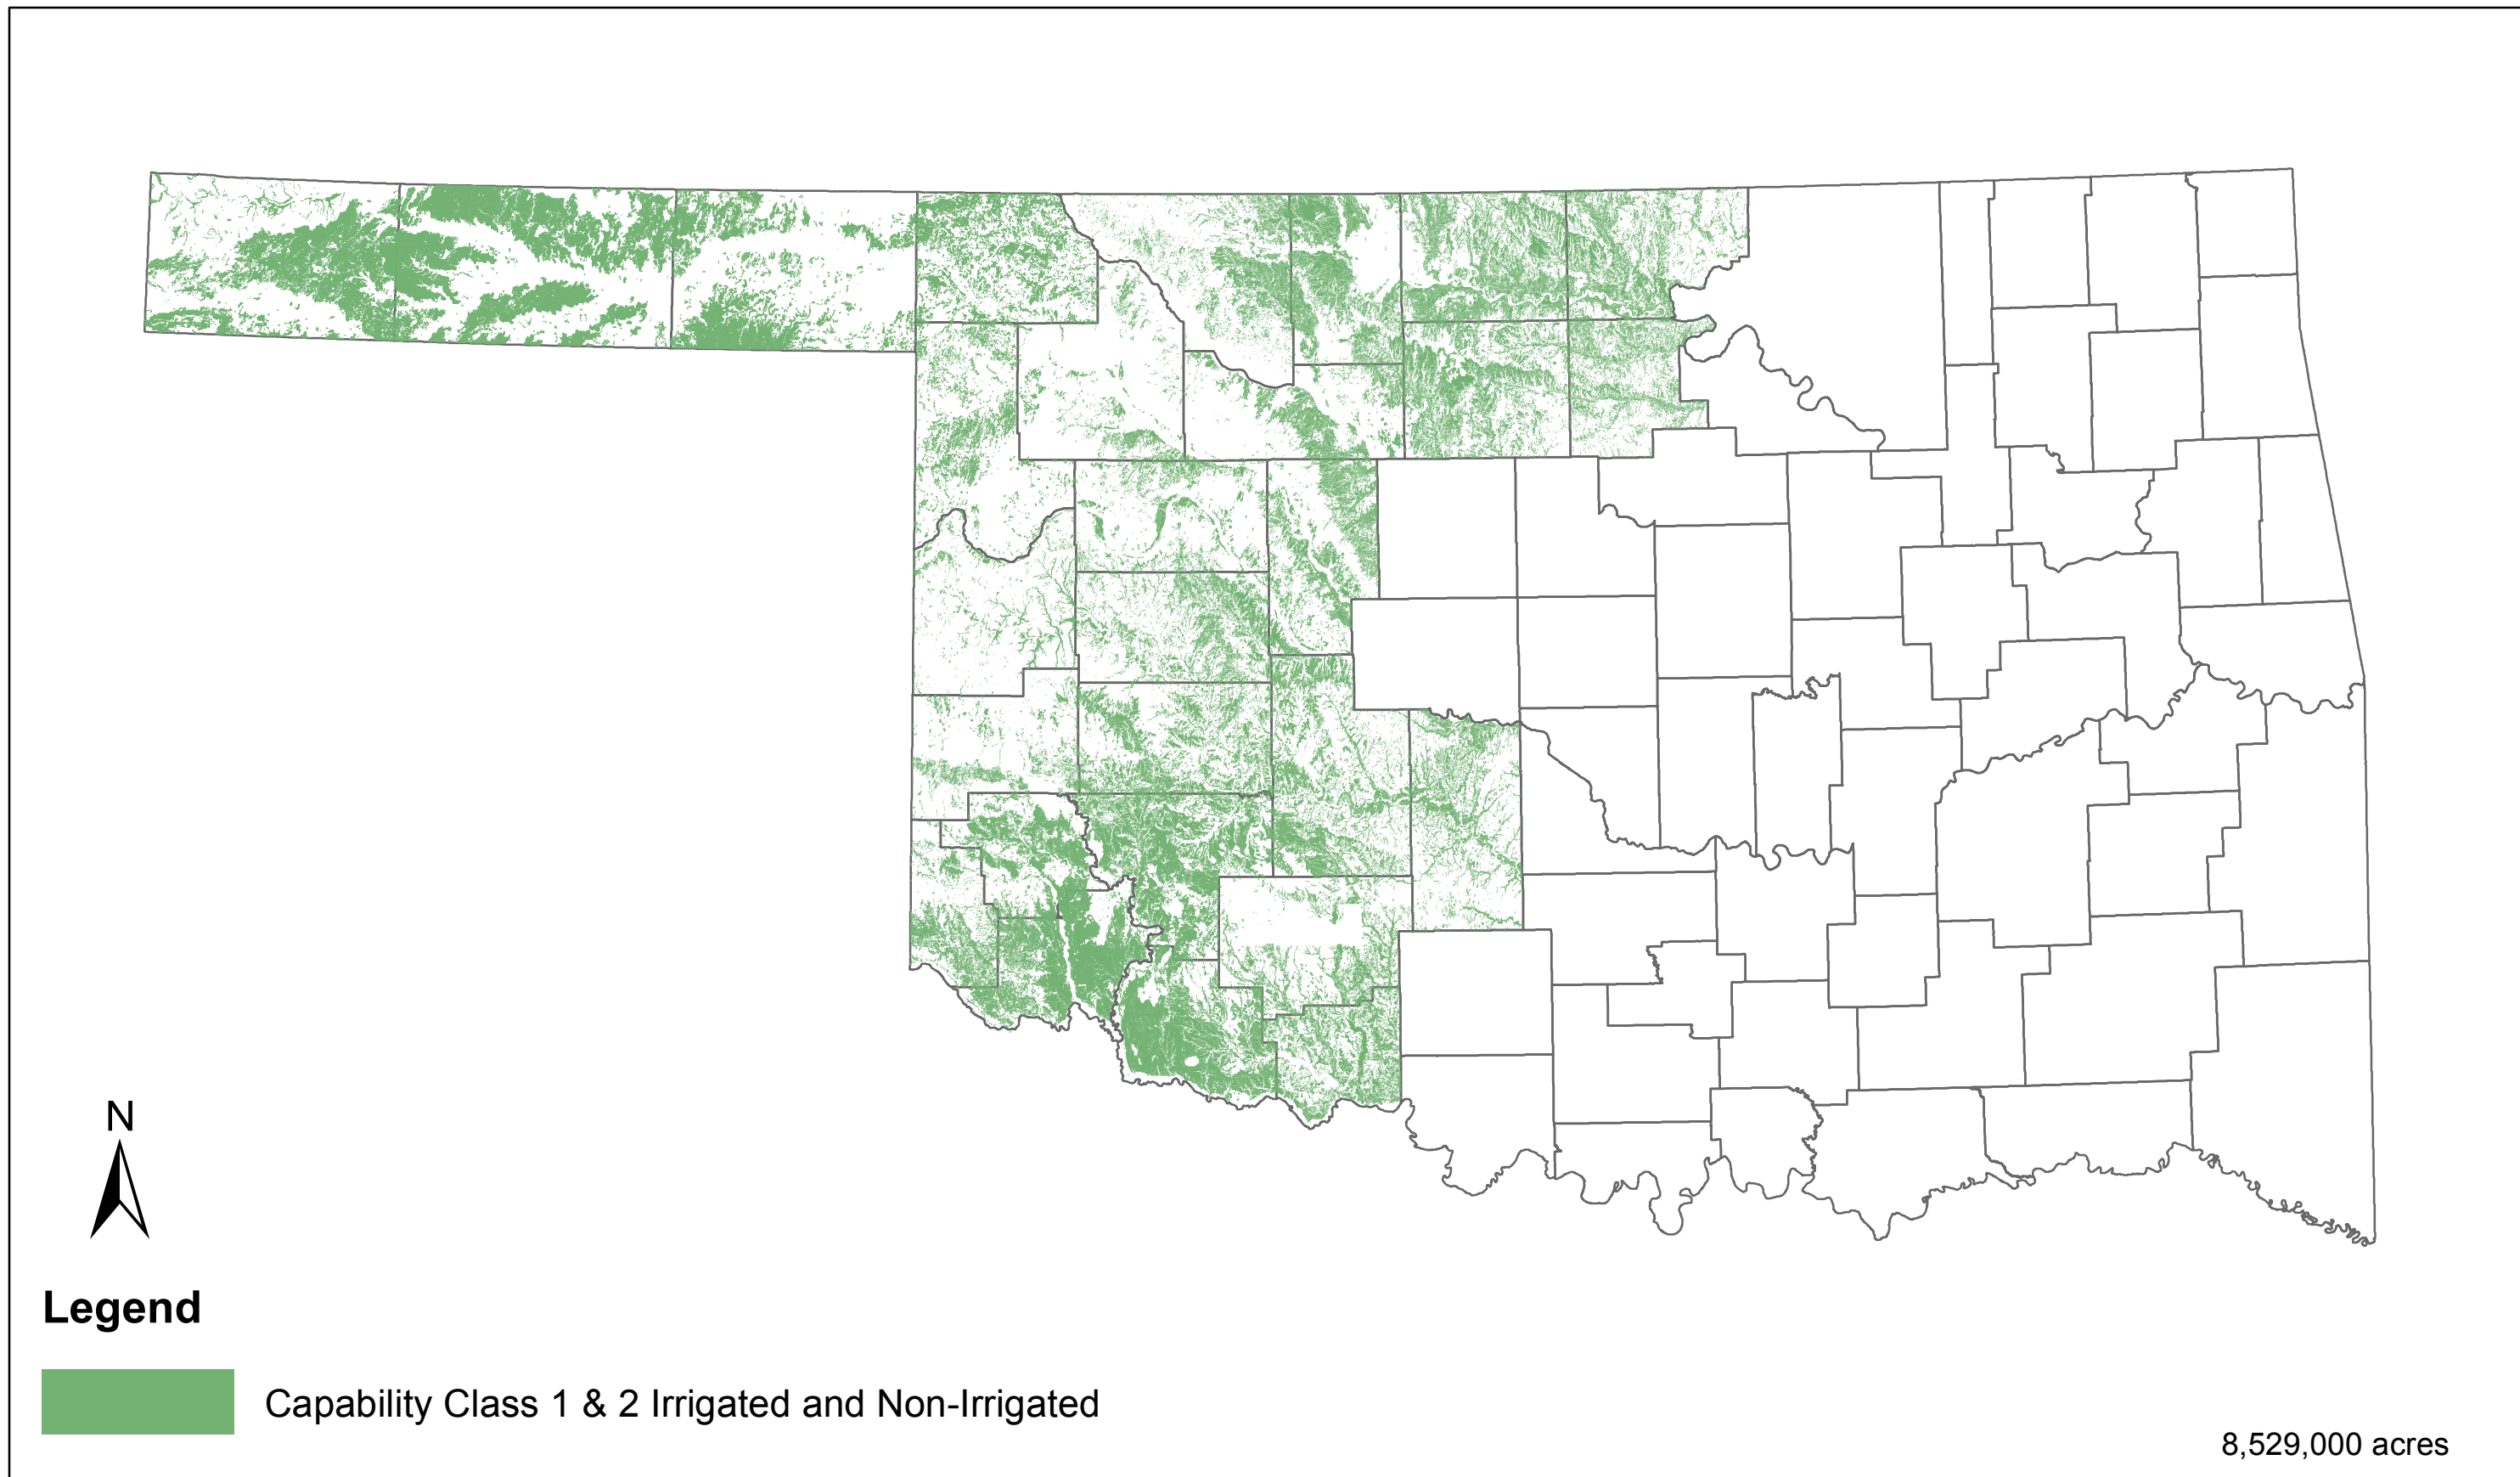 N
Legend
Capability Class 1 & 2 Irrigated and Non-Irrigated
8,529,000 acres